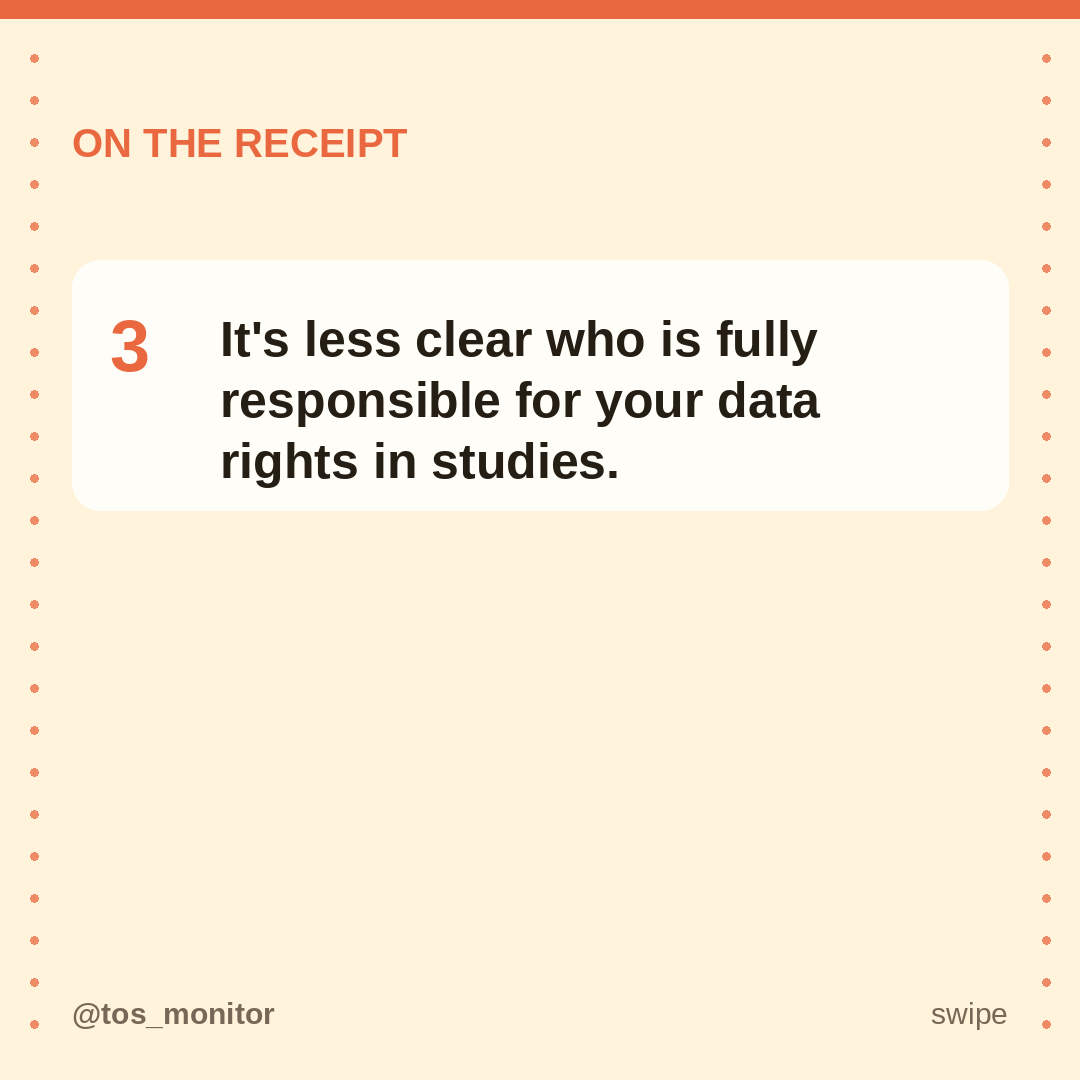 ON THE RECEIPT
3
It's less clear who is fully
responsible for your data
rights in studies.
@tos_monitor
swipe